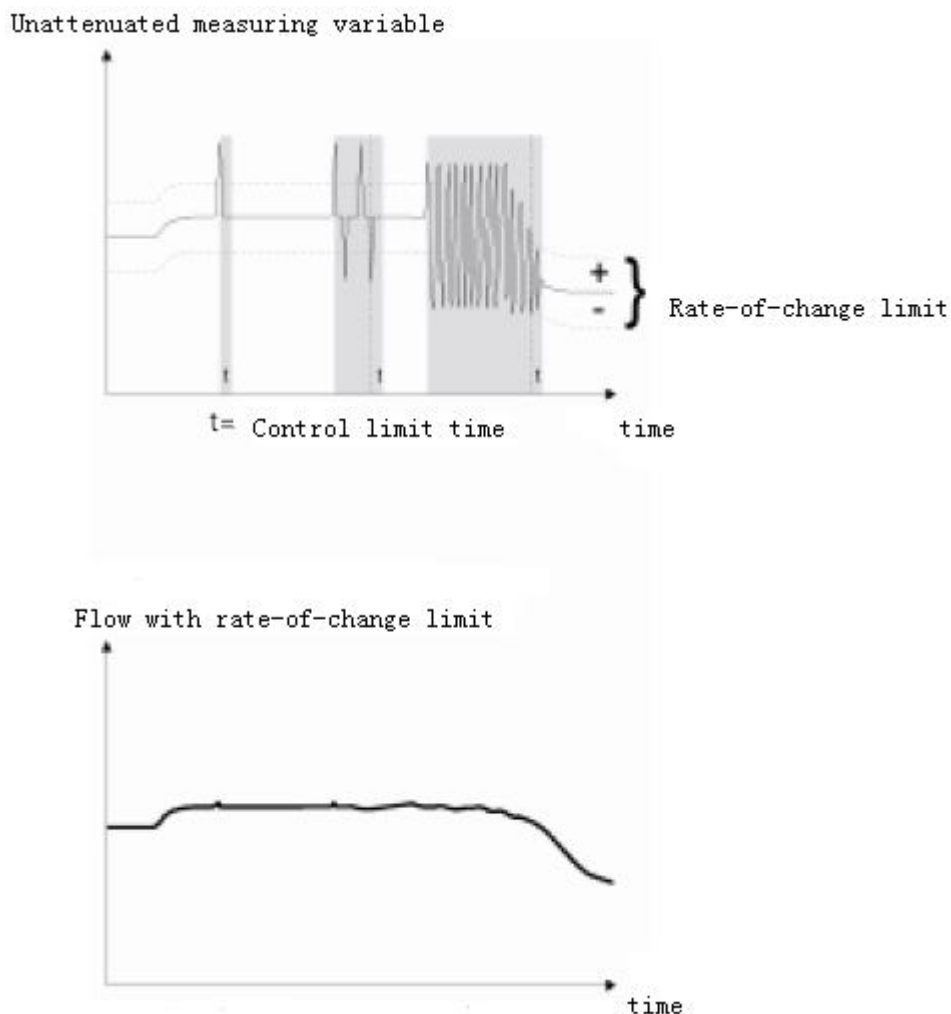 Unattenuated measuring variable
+
-
Rate-of-change limit
t t t
t= Control limit time
time
Flow with rate-of-change limit
time